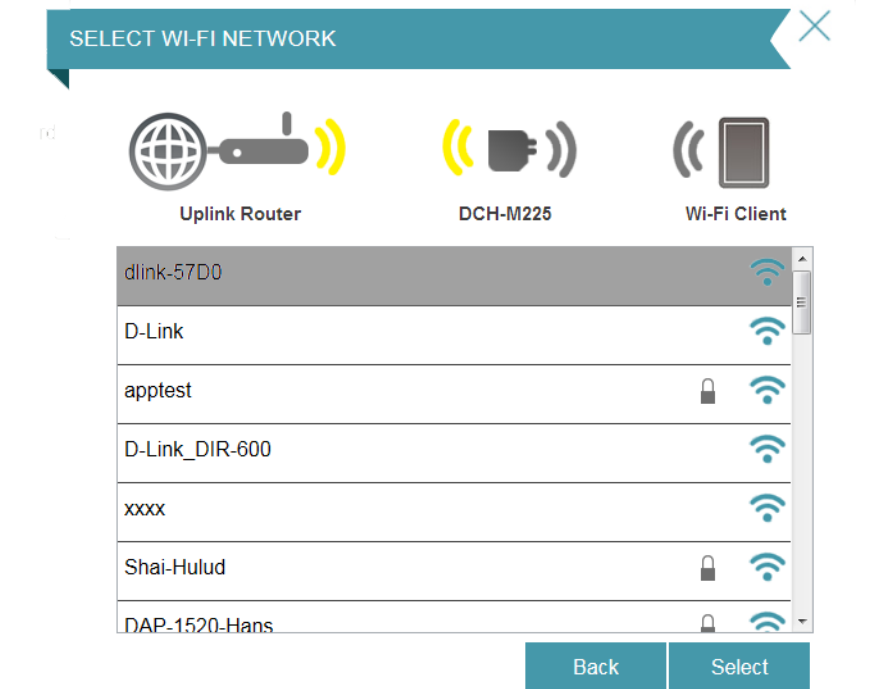 SELECT WI-FI NETWORK
Uplink Router
DCH-M225
Wi-Fi Client
dlink-57D0
D-Link
apptest
D-Link_DIR-600
xxxx
Shai-Hulud
DAP-1520-Hans
Back
Select